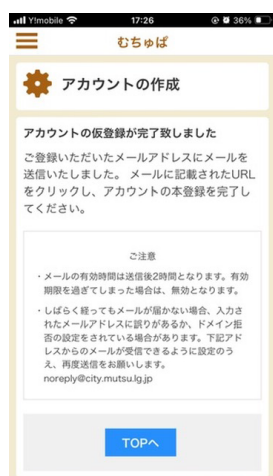 Y!mobile 17:26 36%
むちゅぱ
アカウントの作成
アカウントの仮登録が完了致しました
ご登録いただいたメールアドレスにメールを
送信いたしました。 メールに記載されたURL
をクリックし、アカウントの本登録を完了し
てください。
ご注意
・メールの有効時間は送信後2時間となります。有効
期限を過ぎてしまった場合は、無効となります。
・しばらく経ってもメールが届かない場合、入力さ
れたメールアドレスに誤りがあるか、ドメイン拒
否の設定をされている場合があります。下記アド
レスからのメールが受信できるように設定のう
え、再度送信をお願いします。
noreply@city.mutsu.lg.jp
TOPへ